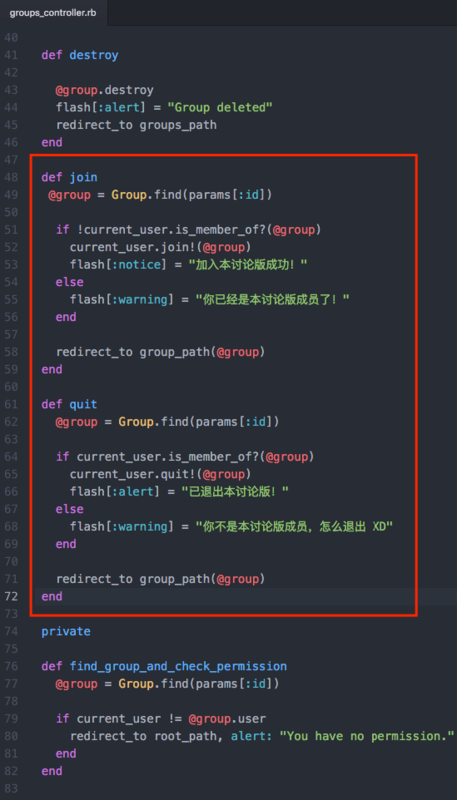 groups_controller.rb
40
41 def destroy
42
43 @group.destroy
44 flash[:alert] = "Group deleted"
45 redirect_to groups_path
46 end
47
48 def join
49 @group = Group.find(params[:id])
50
51 if !current_user.is_member_of?(@group)
52 current_user.join!(@group)
53 flash[:notice] = "加入本讨论版成功！"
54 else
55 flash[:warning] = "你已经是本讨论版成员了！"
56 end
57
58 redirect_to group_path(@group)
59 end
60
61 def quit
62 @group = Group.find(params[:id])
63
64 if current_user.is_member_of?(@group)
65 current_user.quit!(@group)
66 flash[:alert] = "已退出本讨论版！"
67 else
68 flash[:warning] = "你不是本讨论版成员，怎么退出 XD"
69 end
70
71 redirect_to group_path(@group)
72 end
73
74 private
75
76 def find_group_and_check_permission
77 @group = Group.find(params[:id])
78
79 if current_user != @group.user
80 redirect_to root_path, alert: "You have no permission."
81 end
82 end
83